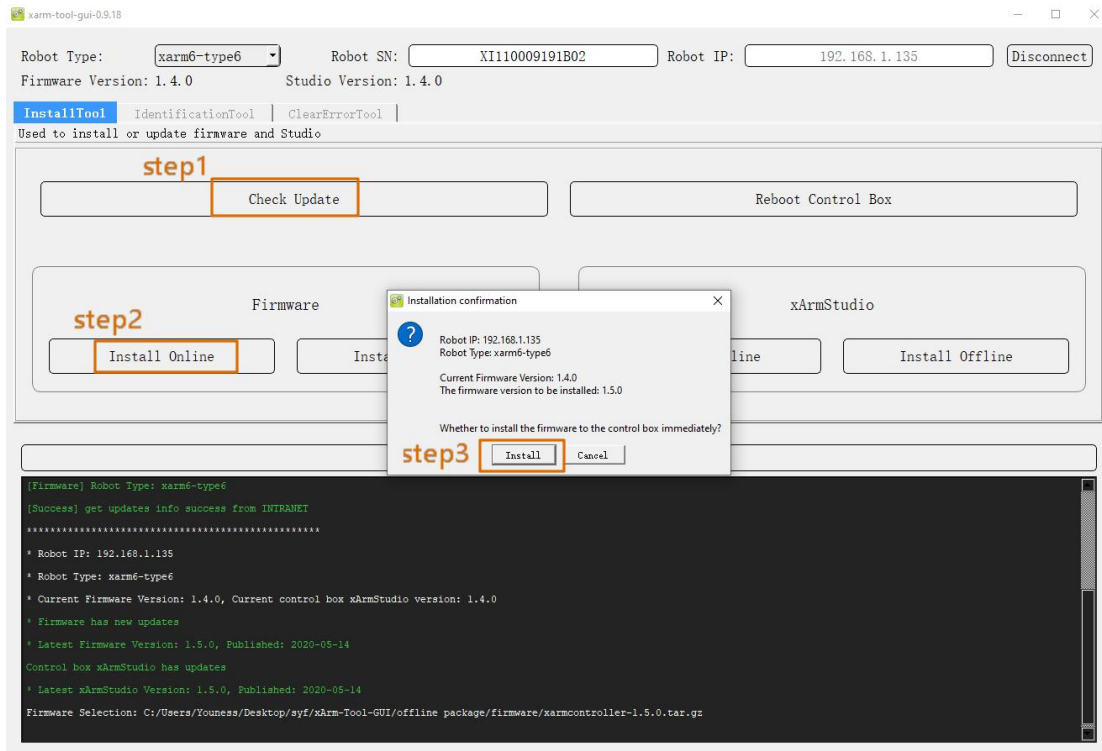 xarm-tool-gui-0.9.18
Robot Type: xarm6-type6 Robot SN: XI110009191B02 Robot IP: 192.168.1.135 Disconnect
Firmware Version: 1.4.0 Studio Version: 1.4.0
InstallTool IdentificationTool ClearErrorTool
Used to install or update firmware and Studio
step1
Check Update Reboot Control Box
Firmware xArmStudio
step2
Install Online Insta line Install Offline
Installation confirmation
Robot IP: 192.168.1.135
Robot Type: xarm6-type6
Current Firmware Version: 1.4.0
The firmware version to be installed: 1.5.0
Whether to install the firmware to the control box immediately?
step3 Install Cancel
[Firmware] Robot Type: xarm6-type6
[Success] get updates info success from INTRANET
**************************************************
* Robot IP: 192.168.1.135
* Robot Type: xarm6-type6
* Current Firmware Version: 1.4.0, Current control box xArmStudio version: 1.4.0
* Firmware has new updates
* Latest Firmware Version: 1.5.0, Published: 2020-05-14
Control box xArmStudio has updates
* Latest xArmStudio Version: 1.5.0, Published: 2020-05-14
Firmware Selection: C:/Users/Youness/Desktop/syf/xArm-Tool-GUI/offline package/firmware/xarmcontroller-1.5.0.tar.gz